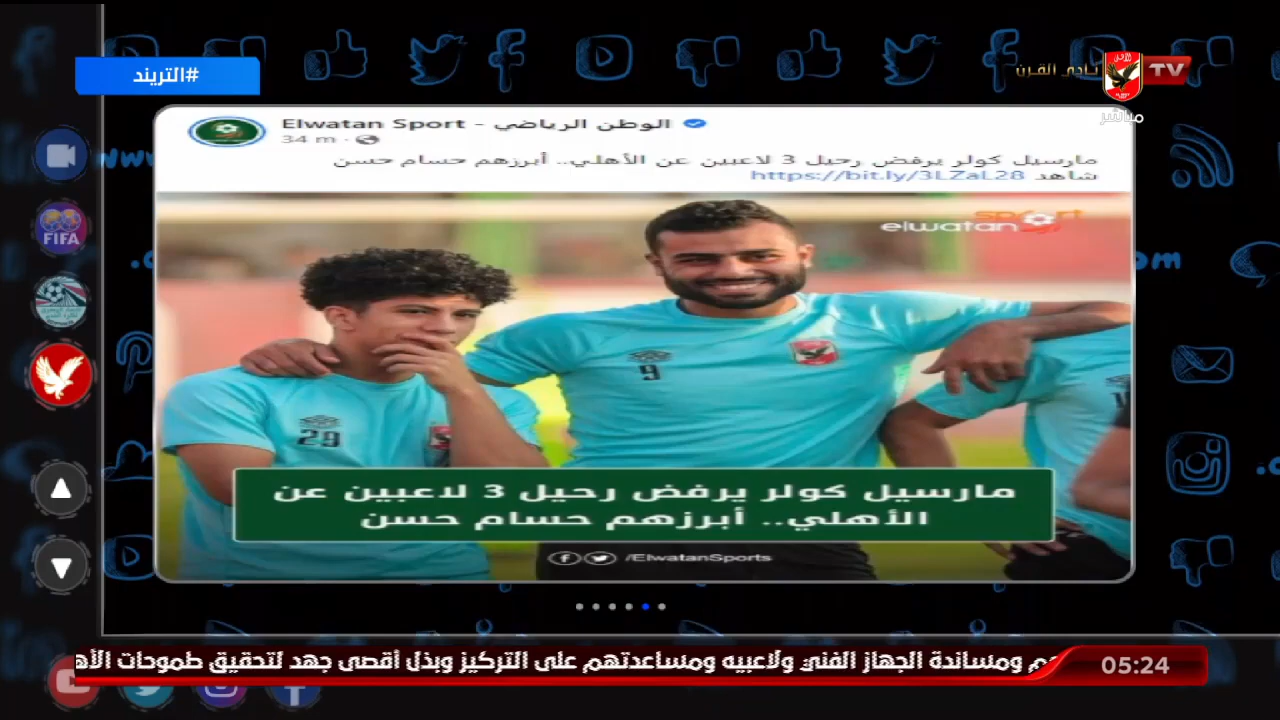 #التريند
نادي القرن
TV
مباشر
Elwatan Sport - الوطن الرياضي
34 m
مارسيل كولر يرفض رحيل 3 لاعبين عن الأهلي.. أبرزهم حسام حسن
شاهد https://bit.ly/3LZaL28
elwatan sport
FIFA
9
29
مارسيل كولر يرفض رحيل 3 لاعبين عن
الأهلي.. أبرزهم حسام حسن
/ElwatanSports
ومساندة الجهاز الفني ولاعبيه ومساعدتهم على التركيز وبذل أقصى جهد لتحقيق طموحات
05:24